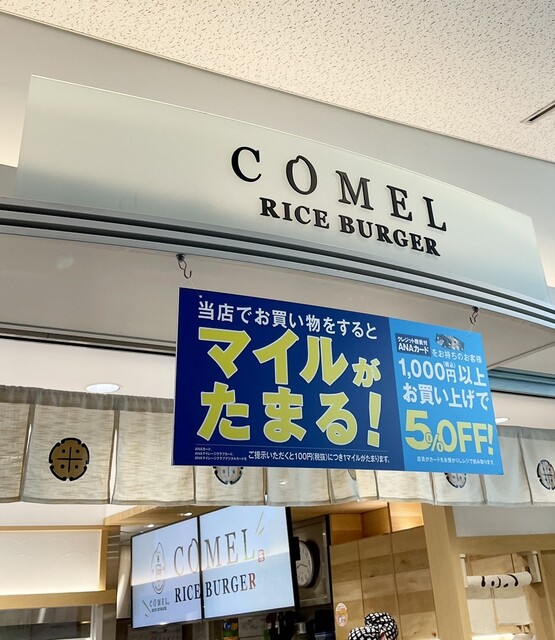 COMEL
RICE BURGER
当店でお買い物をすると
マイルが
たまる!
ご提示いただくと100円(税抜)につき1マイルがたまります。
クレジット機能付
ANAカード
をお持ちのお客様
1,000円(税込)以上
お買い上げで
5%OFF!
COMEL
RICE BURGER
COMEL